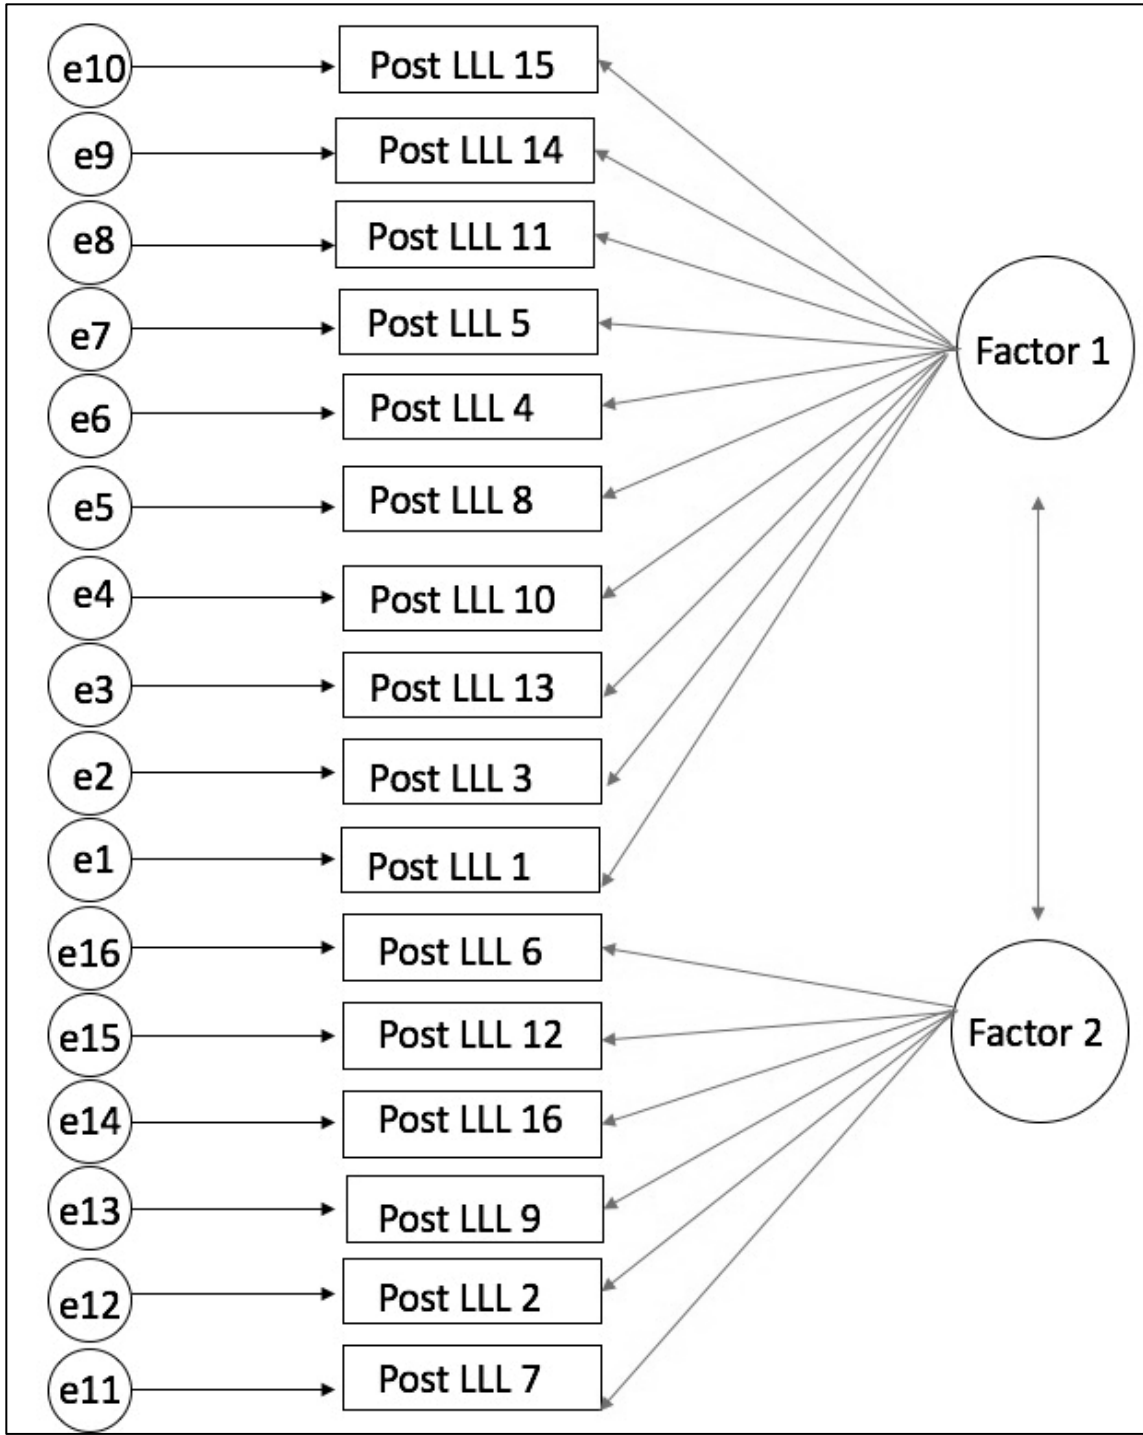 e10
Post LLL 15
e9
Post LLL 14
e8
Post LLL 11
e7
Post LLL 5
Factor 1
e6
Post LLL 4
e5
Post LLL 8
e4
Post LLL 10
e3
Post LLL 13
e2
Post LLL 3
e1
Post LLL 1
e16
Post LLL 6
e15
Post LLL 12
Factor 2
e14
Post LLL 16
e13
Post LLL 9
e12
Post LLL 2
e11
Post LLL 7